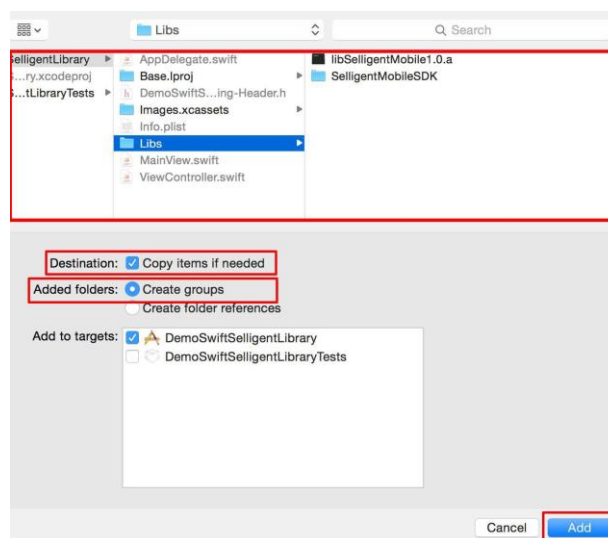 Libs
Search
elligentLibrary
AppDelegate.swift
libSelligentMobile1.0.a
S...ry.xcodeproj
Base.lproj
SelligentMobileSDK
S...tLibraryTests
DemoSwiftS...ing-Header.h
Images.xcassets
Info.plist
Libs
MainView.swift
ViewController.swift
Destination: Copy items if needed
Added folders: Create groups
Create folder references
Add to targets: DemoSwiftSelligentLibrary
DemoSwiftSelligentLibraryTests
Cancel Add